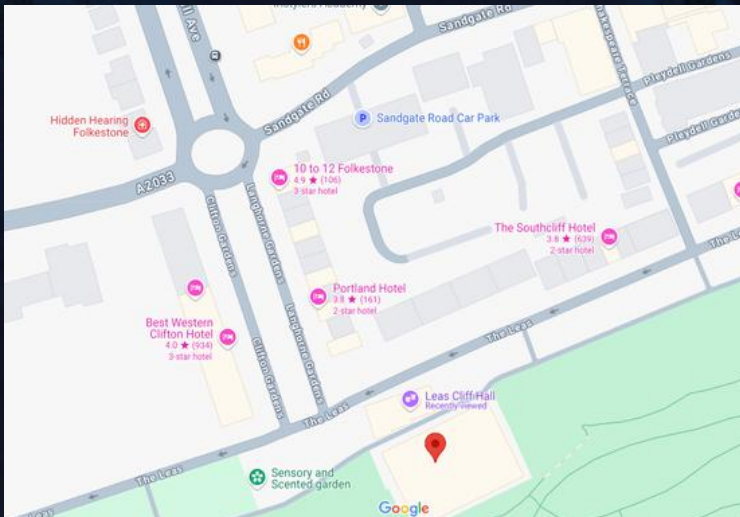 Sandgate Rd
Sandgate Rd
Pleydell Gardens
Hidden Hearing
Folkestone
P
Sandgate Road Car Park
A2033
10 to 12 Folkestone
4.9 ★ (106)
3-star hotel
Clifton Gardens
Langhorne Gardens
The Southcliff Hotel
3.8 ★ (639)
2-star hotel
Portland Hotel
3.8 ★ (161)
2-star hotel
Best Western
Clifton Hotel
4.0 ★ (934)
3-star hotel
Clifton Gardens
Langhorne Gardens
The Leas
Leas Cliff Hall
Recently viewed
The Leas
The Leas
Sensory and
Scented garden
Google